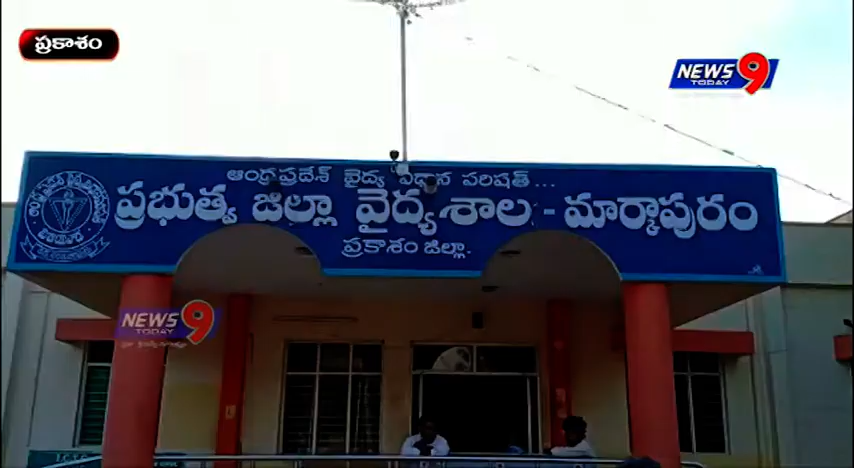 ప్రకాశం
NEWS 9
TODAY
ఆంధ్రప్రదేశ్ వైద్య విధాన పరిషత్...
ప్రభుత్వ జిల్లా వైద్యశాల - మార్కాపురం
ప్రకాశం జిల్లా.
NEWS 9
TODAY